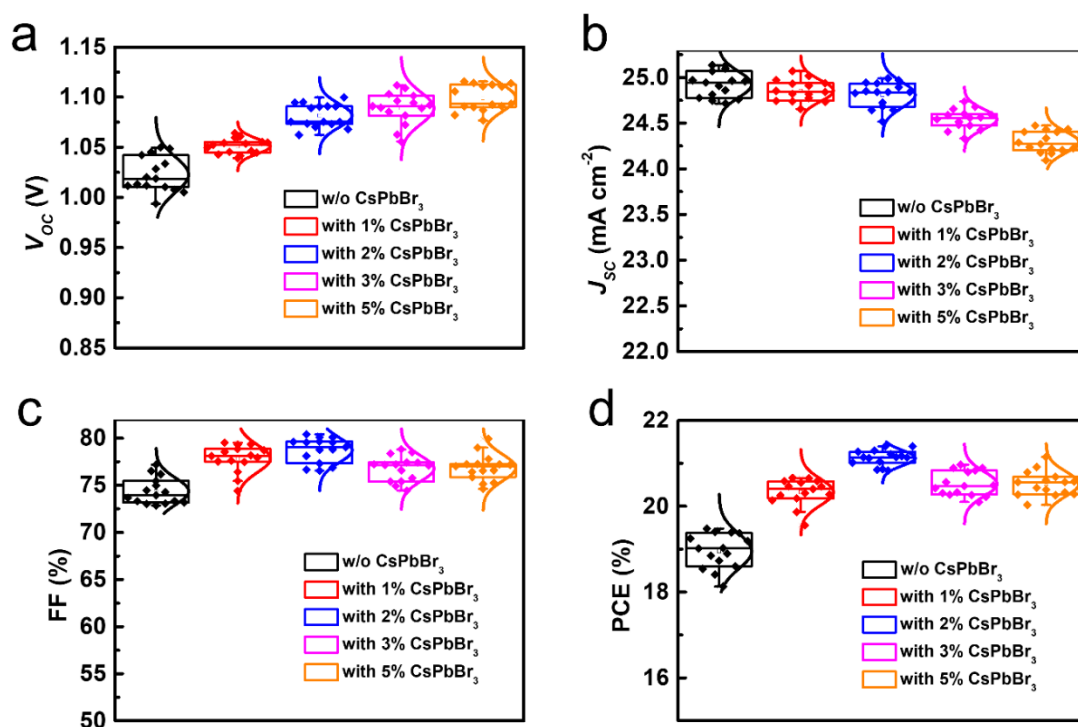 a
1.15
1.10
1.05
1.00
0.95
0.90
0.85
V_OC (V)
w/o CsPbBr₃
with 1% CsPbBr₃
with 2% CsPbBr₃
with 3% CsPbBr₃
with 5% CsPbBr₃
b
25.0
24.5
24.0
23.5
23.0
22.5
22.0
J_SC (mA cm⁻²)
w/o CsPbBr₃
with 1% CsPbBr₃
with 2% CsPbBr₃
with 3% CsPbBr₃
with 5% CsPbBr₃
c
80
75
70
65
60
55
50
FF (%)
w/o CsPbBr₃
with 1% CsPbBr₃
with 2% CsPbBr₃
with 3% CsPbBr₃
with 5% CsPbBr₃
d
22
20
18
16
PCE (%)
w/o CsPbBr₃
with 1% CsPbBr₃
with 2% CsPbBr₃
with 3% CsPbBr₃
with 5% CsPbBr₃